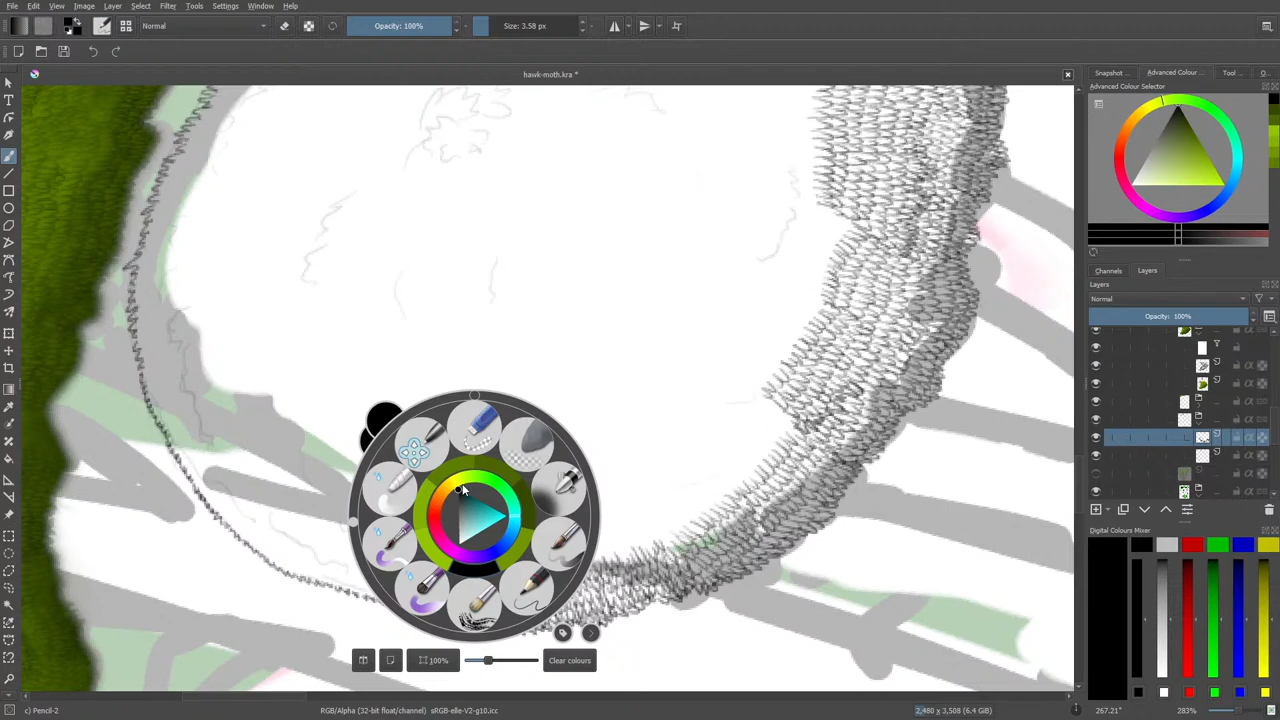 File Edit View Image Layer Select Filter Tools Settings Window Help
Normal Opacity: 100% Size: 3.58 px
hawk-moth.kra *
Snapshot ... Advanced Colour ... Tool ... O...
Advanced Colour Selector
Channels Layers
Layers
Normal
Opacity: 100%
Digital Colours Mixer
100% Clear colours
c) Pencil-2 RGB/Alpha (32-bit float/channel) sRGB-elle-V2-g10.icc 2,480 x 3,508 (6.4 GiB) 267.21° 283%